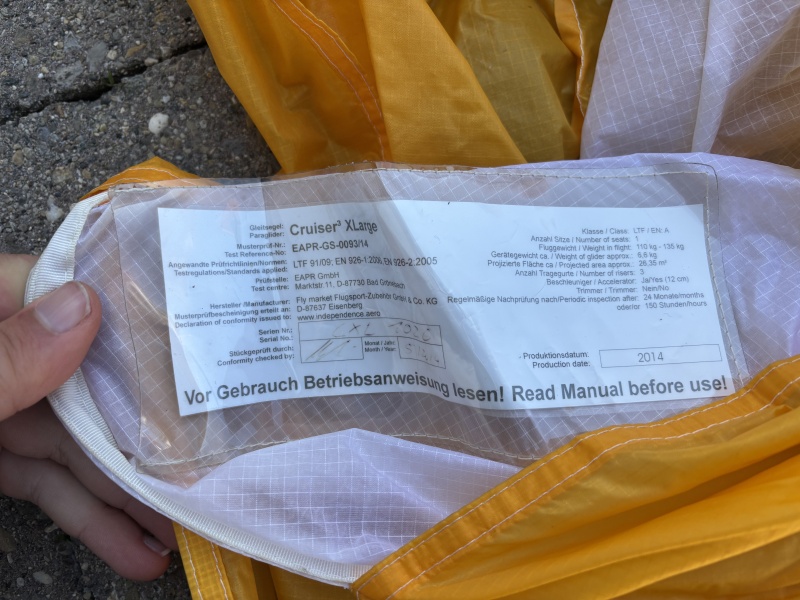 Gleitsegel:
Paraglider: Cruiser³ XLarge
Musterprüf-Nr.:
Test Reference-No: EAPR-GS-0093/14
Angewandte Prüfrichtlinien/Normen:
Testregulations/Standards applied: LTF 91/09; EN 926-1:2006, EN 926-2:2005
Prüfstelle:
Test centre: EAPR GmbH
Marktstr. 11, D-87730 Bad Grönenbach
Hersteller /Manufacturer: Fly market Flugsport-Zubehör GmbH & Co. KG
Musterprüfbescheinigung erteilt an: D-87637 Eisenberg
Declaration of conformity issued to: www.independence.aero
Serien Nr.:
Serial No.:
Stückgeprüft durch:
Conformity checked by:
Monat / Jahr:
Month / Year:
Klasse / Class: LTF / EN: A
Anzahl Sitze / Number of seats: 1
Fluggewicht / Weight in flight: 110 kg - 135 kg
Gerätegewicht ca. / Weight of glider approx.: 6,6 kg
Projizierte Fläche ca / Projected area approx.: 26,35 m²
Anzahl Tragegurte / Number of risers: 3
Beschleuniger / Accelerator: Ja/Yes (12 cm)
Trimmer / Trimmer: Nein/No
Regelmäßige Nachprüfung nach/Periodic inspection after: 24 Monate/months
oder/or 150 Stunden/hours
Produktionsdatum:
Production date: 2014
Vor Gebrauch Betriebsanweisung lesen! Read Manual before use!